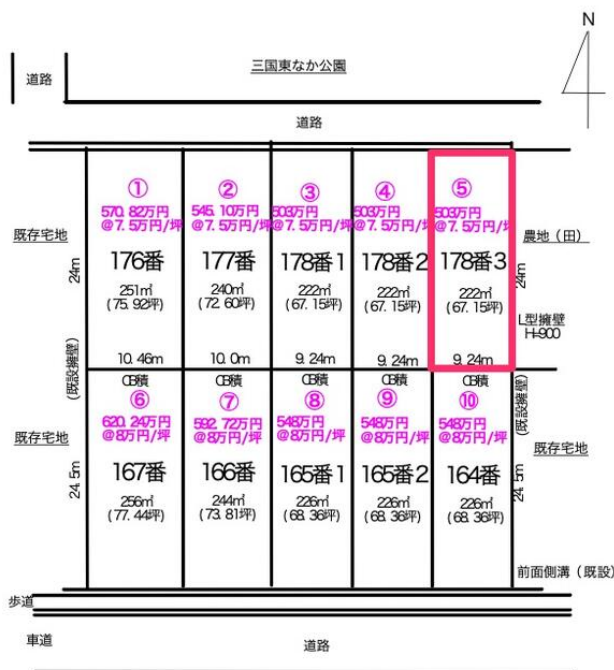 N
三国東なか公園
道路
道路
①
570.82万円
@7.5万円/坪
176番
251㎡
(75.92坪)
10.46m
②
545.10万円
@7.5万円/坪
177番
240㎡
(72.60坪)
10.0m
③
503万円
@7.5万円/坪
178番1
222㎡
(67.15坪)
9.24m
④
503万円
@7.5万円/坪
178番2
222㎡
(67.15坪)
9.24m
⑤
503万円
@7.5万円/坪
178番3
222㎡
(67.15坪)
9.24m
既存宅地
24m
(既設擁壁)
農地（田）
24m
L型擁壁
H=900
(既設擁壁)
CB積
⑥
620.24万円
@8万円/坪
167番
256㎡
(77.44坪)
CB積
⑦
592.72万円
@8万円/坪
166番
244㎡
(73.81坪)
CB積
⑧
548万円
@8万円/坪
165番1
226㎡
(68.36坪)
CB積
⑨
548万円
@8万円/坪
165番2
226㎡
(68.36坪)
CB積
⑩
548万円
@8万円/坪
164番
226㎡
(68.36坪)
既存宅地
24.5m
既存宅地
24.5m
前面側溝（既設）
歩道
車道
道路